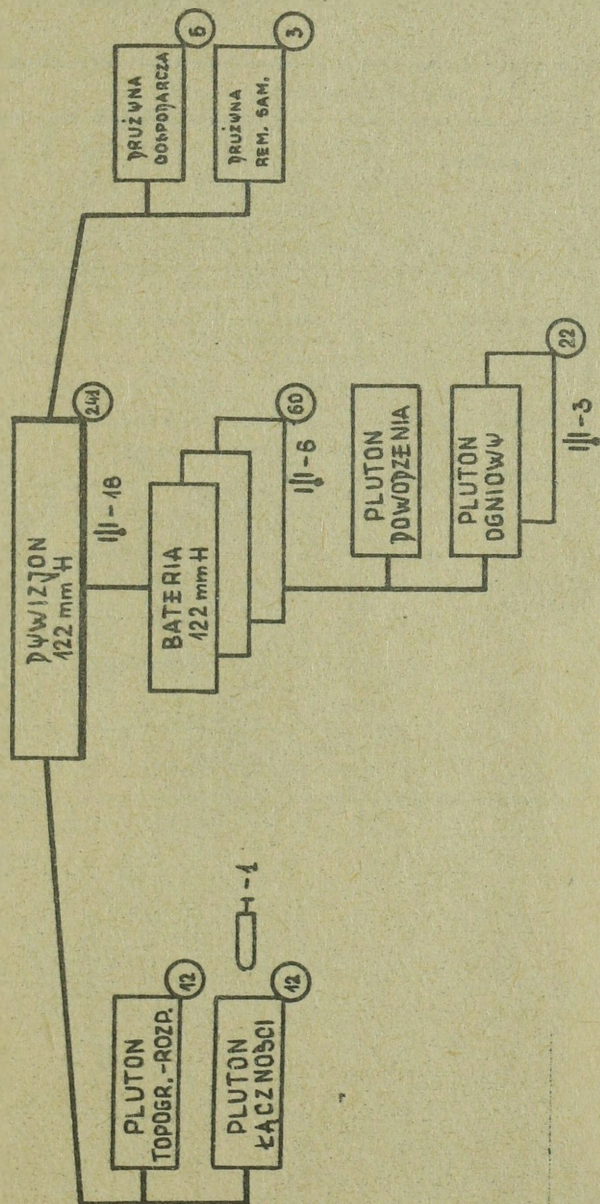 DYWIZJON
122 mm H
241
-18
PLUTON
TOPOGR.-ROZP.
12
PLUTON
ŁĄCZNOŚCI
12
-1
BATERIA
122 mm H
60
-6
PLUTON
DOWODZENIA
PLUTON
OGNIOWY
22
-3
DRUŻYNA
GOSPODARCZA
6
DRUŻYNA
REM. SAM.
3